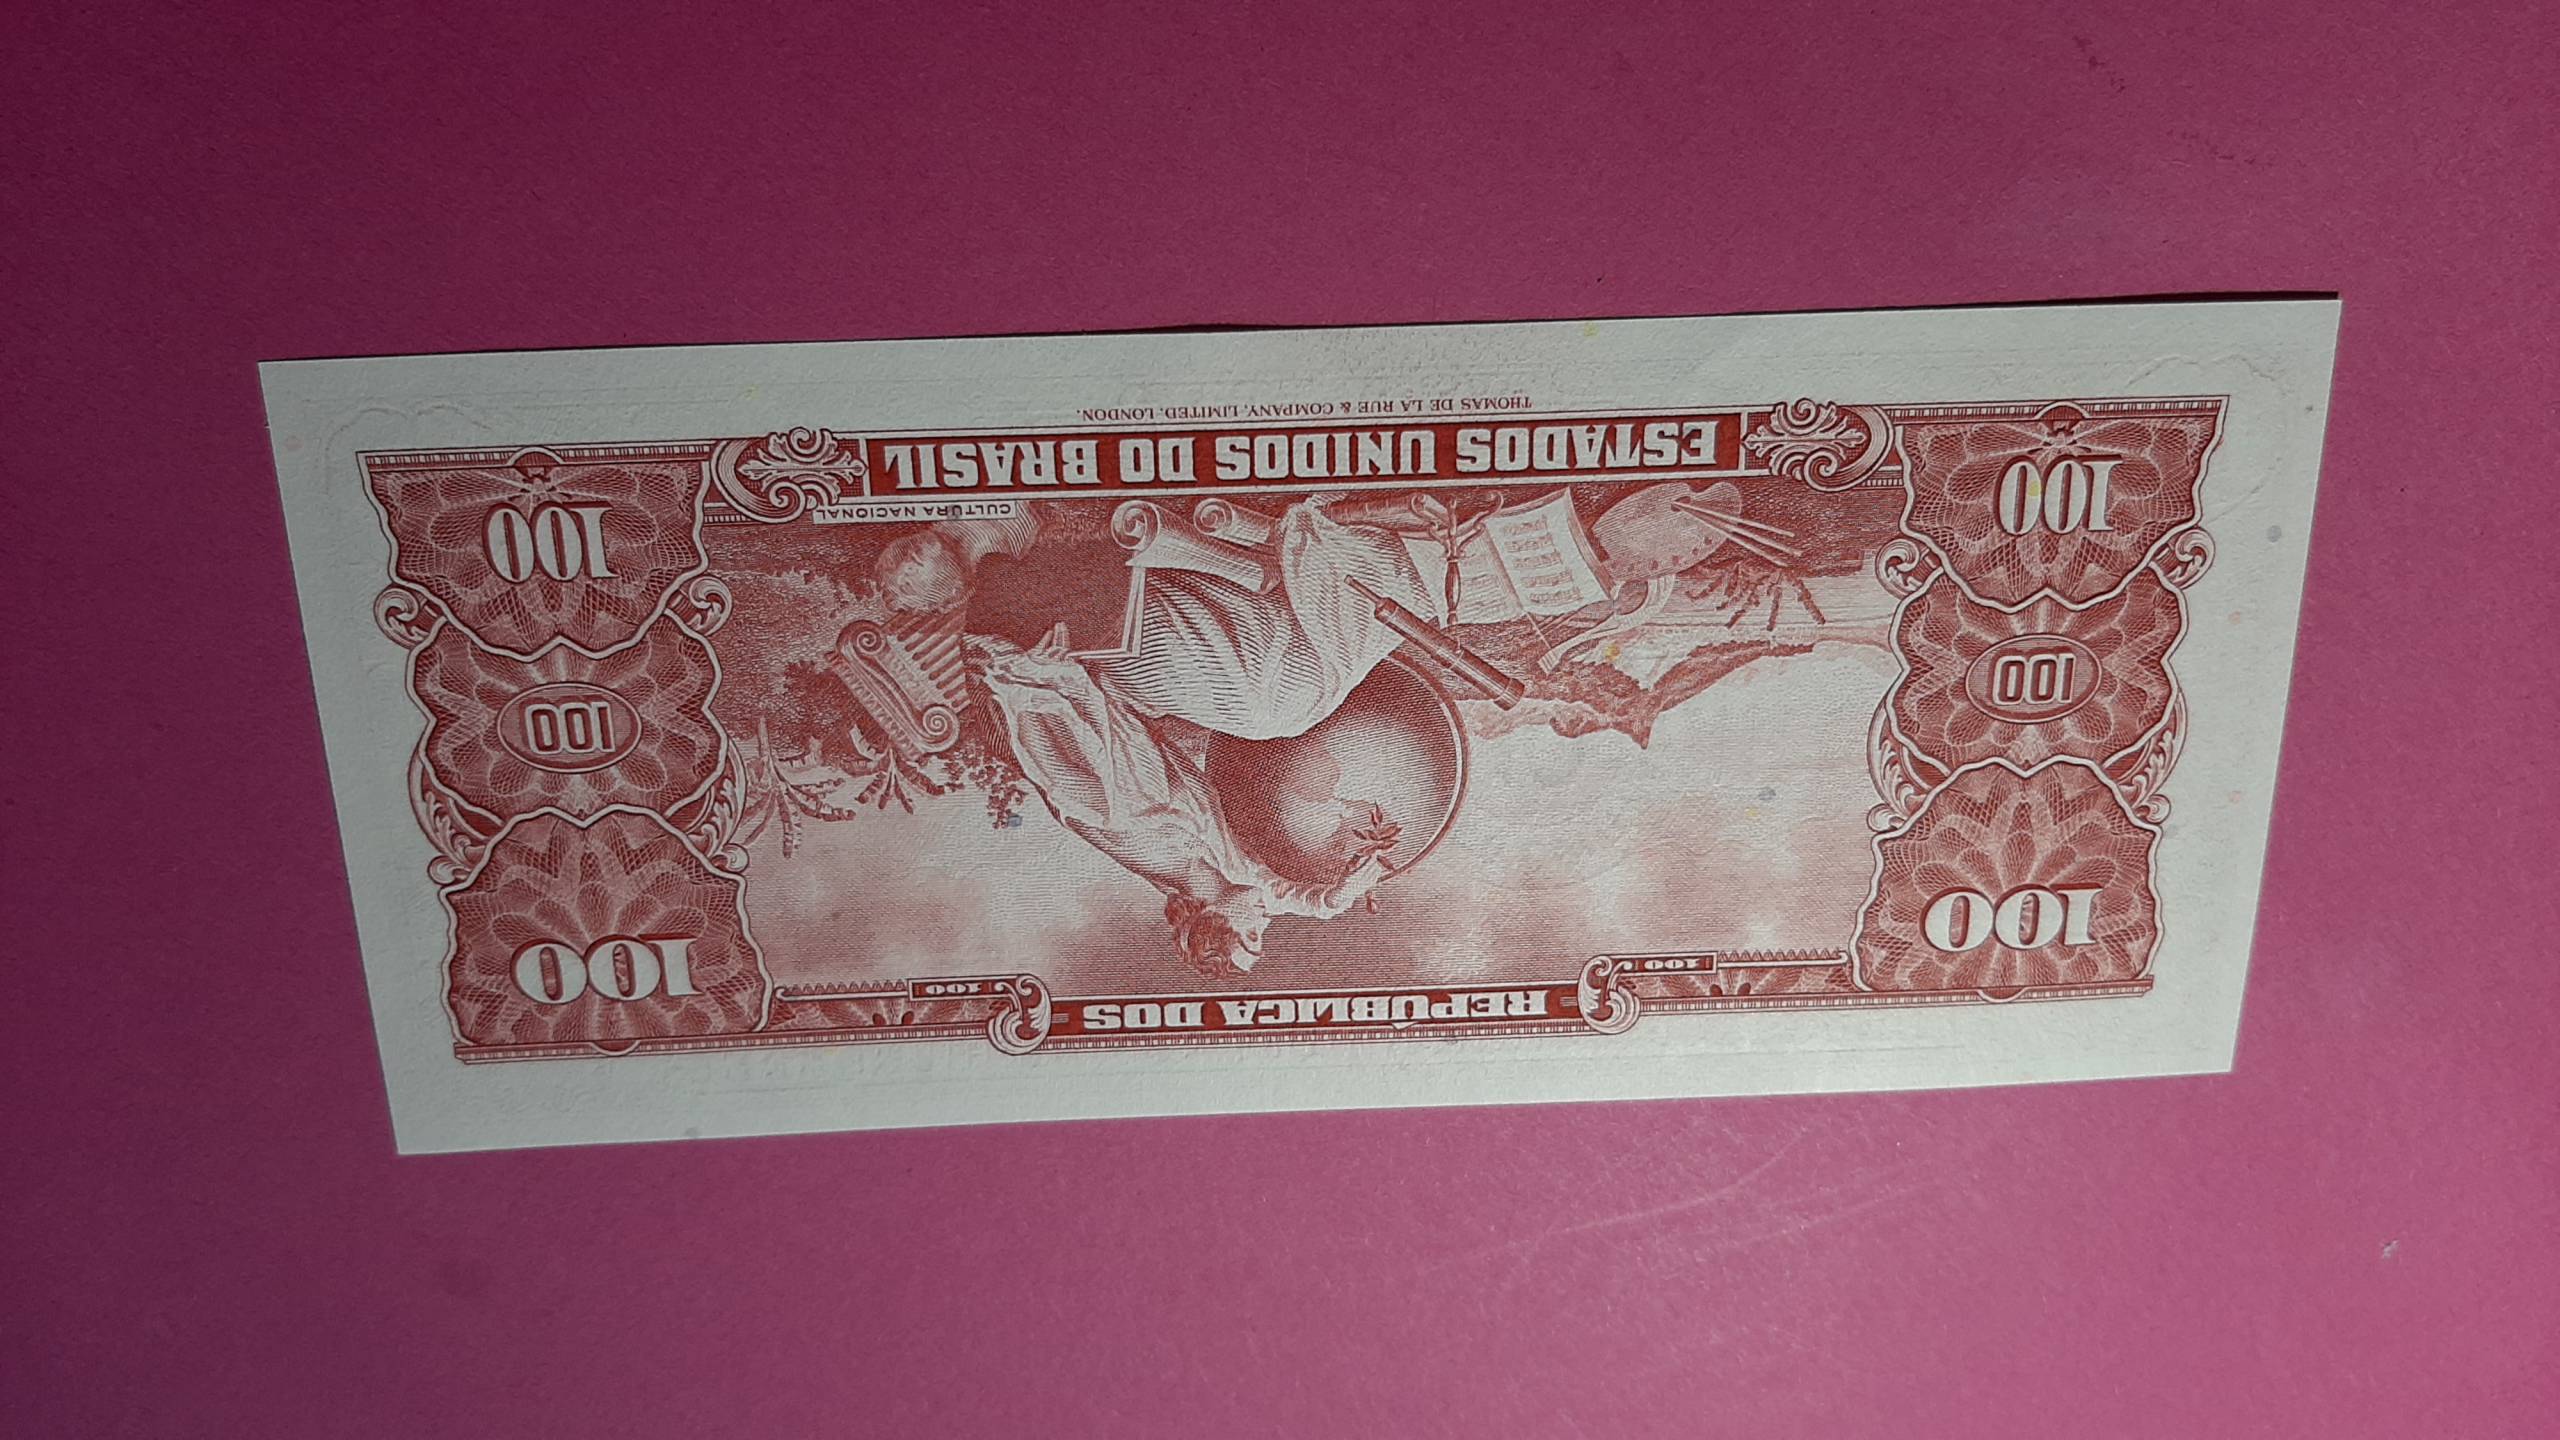 REPÚBLICA DOS
100 100
100 100
100 100
100 100
CULTURA NACIONAL
ESTADOS UNIDOS DO BRASIL
THOMAS DE LA RUE & COMPANY, LIMITED, LONDON.